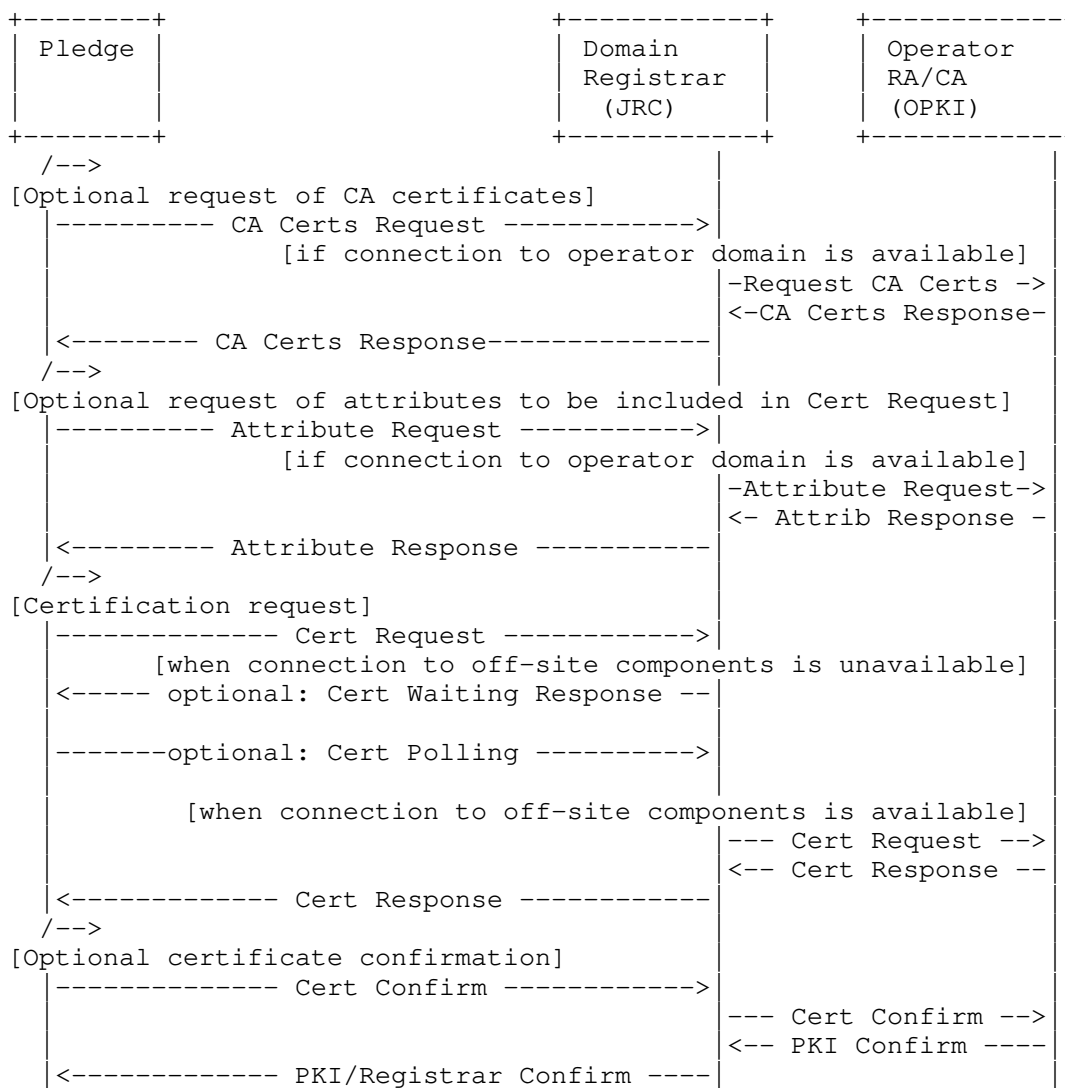 +--------+                         +------------+     +------------
| Pledge |                         | Domain     |     | Operator
|        |                         | Registrar  |     | RA/CA
|        |                         |  (JRC)     |     | (OPKI)
+--------+                         +------------+     +------------
  /-->                                       |                    |
[Optional request of CA certificates]        |                    |
  |---------- CA Certs Request ------------>|                    |
  |              [if connection to operator domain is available] |
  |                                          |-Request CA Certs ->|
  |                                          |<-CA Certs Response-|
  |<-------- CA Certs Response--------------|                    |
  /-->                                       |                    |
[Optional request of attributes to be included in Cert Request]  |
  |---------- Attribute Request ----------->|                    |
  |              [if connection to operator domain is available] |
  |                                          |-Attribute Request->|
  |                                          |<- Attrib Response -|
  |<--------- Attribute Response -----------|                    |
  /-->                                       |                    |
[Certification request]                      |                    |
  |-------------- Cert Request ------------>|                    |
  |      [when connection to off-site components is unavailable] |
  |<----- optional: Cert Waiting Response --|                    |
  |                                          |                    |
  |-------optional: Cert Polling ---------->|                    |
  |                                          |                    |
  |        [when connection to off-site components is available] |
  |                                          |--- Cert Request -->|
  |                                          |<-- Cert Response --|
  |<------------- Cert Response ------------|                    |
  /-->                                       |                    |
[Optional certificate confirmation]          |                    |
  |-------------- Cert Confirm ------------>|                    |
  |                                          |--- Cert Confirm -->|
  |                                          |<-- PKI Confirm ----|
  |<------------- PKI/Registrar Confirm ----|                    |